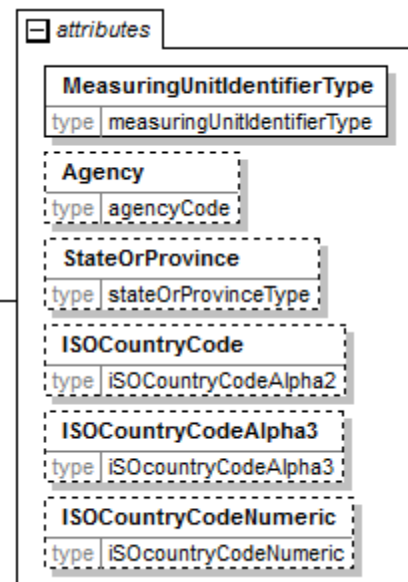 attributes
MeasuringUnitIdentifierType
type measuringUnitIdentifierType
Agency
type agencyCode
StateOrProvince
type stateOrProvinceType
ISOCountryCode
type iSOCountryCodeAlpha2
ISOCountryCodeAlpha3
type iSOcountryCodeAlpha3
ISOCountryCodeNumeric
type iSOcountryCodeNumeric